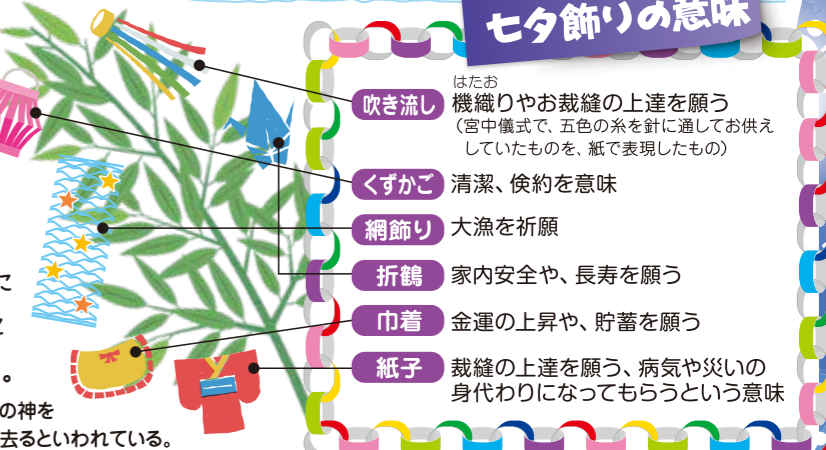 七夕飾りの意味
吹き流し
はたお
機織りやお裁縫の上達を願う
（宮中儀式で、五色の糸を針に通してお供え
していたものを、紙で表現したもの）
くずかご
清潔、倹約を意味
網飾り
大漁を祈願
折鶴
家内安全や、長寿を願う
巾着
金運の上昇や、貯蓄を願う
紙子
裁縫の上達を願う、病気や災いの
身代わりになってもらうという意味
に
と
。
の神を
去るといわれている。